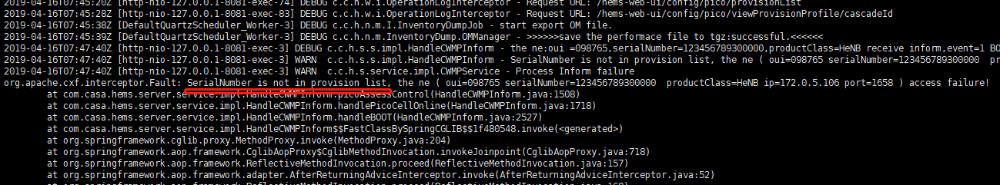 2019-04-16T07:45:20Z [http-nio-127.0.0.1-8081-exec-74] DEBUG c.c.h.w.i.OperationLogInterceptor - Request URL: /hems-web-ui/config/pico/provisionList
2019-04-16T07:45:28Z [http-nio-127.0.0.1-8081-exec-83] DEBUG c.c.h.w.i.OperationLogInterceptor - Request URL: /hems-web-ui/config/pico/viewProvisionProfile/cascadeId
2019-04-16T07:45:38Z [DefaultQuartzScheduler_Worker-3] DEBUG c.c.h.n.m.I.InventoryDumpJob - start export OM file.
2019-04-16T07:45:39Z [DefaultQuartzScheduler_Worker-3] DEBUG c.c.h.n.m.I.InventoryDump.OMManager - >>>>>>save the performace file to tgz:successful.<<<<<<
2019-04-16T07:47:40Z [http-nio-127.0.0.1-8081-exec-3] DEBUG c.c.h.s.s.impl.HandleCWMPInform - the ne:oui =098765,serialNumber=123456789300000,productClass=HeNB receive inform,event=1 BO
2019-04-16T07:47:40Z [http-nio-127.0.0.1-8081-exec-3] WARN  c.c.h.s.s.impl.HandleCWMPInform - SerialNumber is not in provision list, the ne ( oui=098765 serialNumber=123456789300000  pr
2019-04-16T07:47:40Z [http-nio-127.0.0.1-8081-exec-3] WARN  c.c.h.s.service.impl.CWMPService - Process Inform failure
org.apache.cxf.interceptor.Fault: SerialNumber is not in provision list, the ne ( oui=098765 serialNumber=123456789300000  productClass=HeNB ip=172.0.5.106 port=1658 ) access failure!
at com.casa.hems.server.service.impl.HandleCWMPInform.picoAssessControl(HandleCWMPInform.java:1508)
at com.casa.hems.server.service.impl.HandleCWMPInform.handlePicoCellOnline(HandleCWMPInform.java:1718)
at com.casa.hems.server.service.impl.HandleCWMPInform.handleBOOT(HandleCWMPInform.java:2527)
at com.casa.hems.server.service.impl.HandleCWMPInform$$FastClassBySpringCGLIB$$1f480548.invoke(<generated>)
at org.springframework.cglib.proxy.MethodProxy.invoke(MethodProxy.java:204)
at org.springframework.aop.framework.CglibAopProxy$CglibMethodInvocation.invokeJoinpoint(CglibAopProxy.java:718)
at org.springframework.aop.framework.ReflectiveMethodInvocation.proceed(ReflectiveMethodInvocation.java:157)
at org.springframework.aop.framework.adapter.AfterReturningAdviceInterceptor.invoke(AfterReturningAdviceInterceptor.java:52)